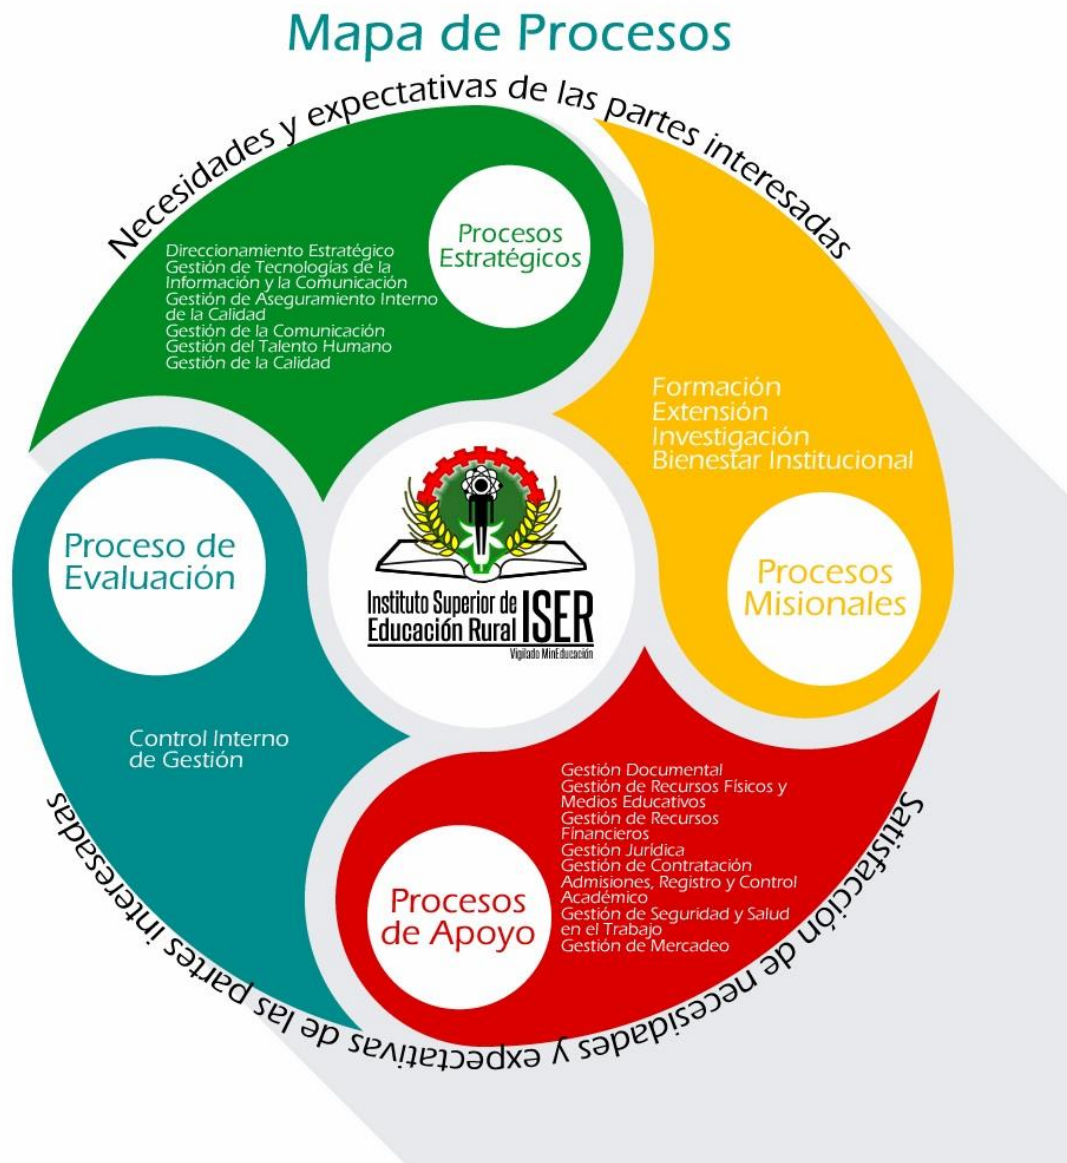 Mapa de Procesos
Necesidades y expectativas de las partes interesadas
Procesos
Estratégicos
Direccionamiento Estratégico
Gestión de Tecnologías de la
Información y la Comunicación
Gestión de Aseguramiento Interno
de la Calidad
Gestión de la Comunicación
Gestión del Talento Humano
Gestión de la Calidad
Formación
Extensión
Investigación
Bienestar Institucional
Procesos
Misionales
Proceso de
Evaluación
Control Interno
de Gestión
Instituto Superior de
Educación Rural
ISER
Vigilado MinEducación
Procesos
de Apoyo
Gestión Documental
Gestión de Recursos Físicos y
Medios Educativos
Gestión de Recursos
Financieros
Gestión Jurídica
Gestión de Contratación
Admisiones, Registro y Control
Académico
Gestión de Seguridad y Salud
en el Trabajo
Gestión de Mercadeo
Satisfacción de necesidades y expectativas de las partes interesadas